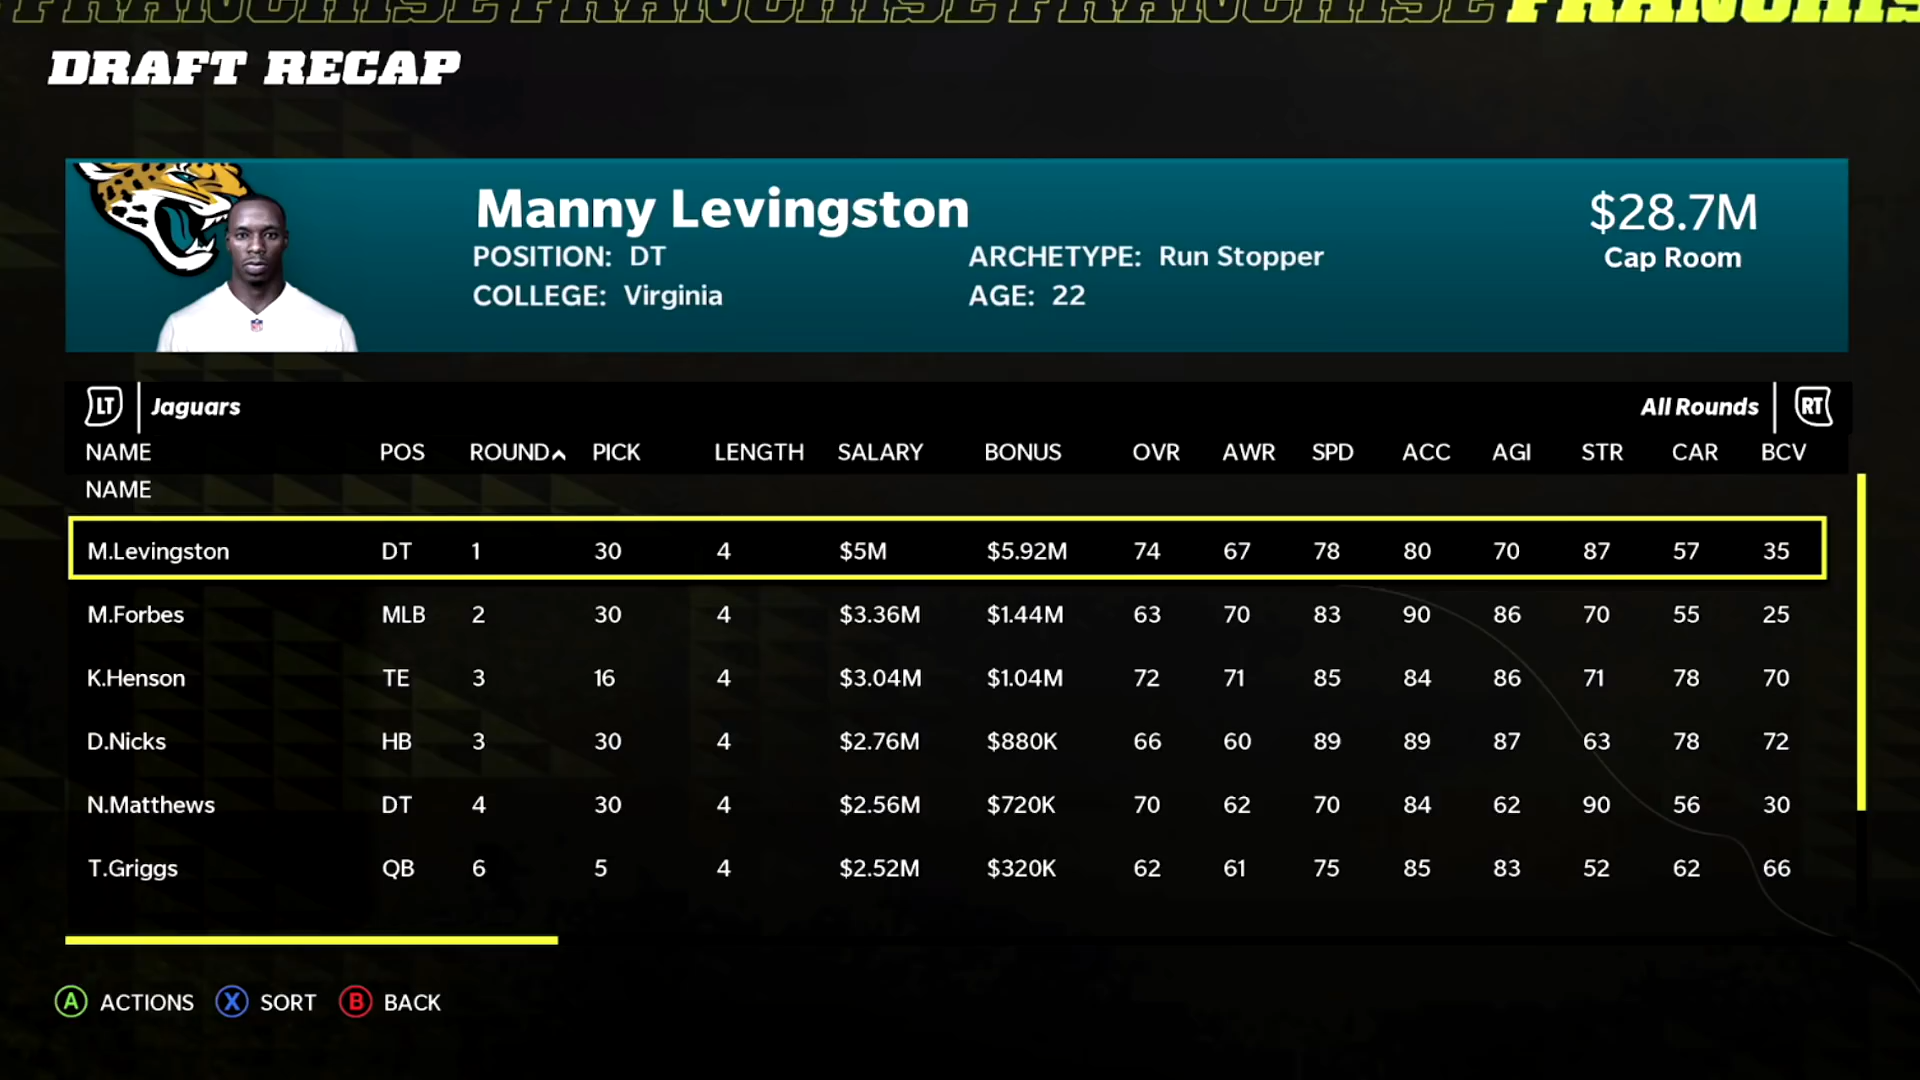 FRANCHISE FRANCHISE FRANCHISE FRANCHIS
DRAFT RECAP
Manny Levingston
POSITION: DT
ARCHETYPE: Run Stopper
COLLEGE: Virginia
AGE: 22
$28.7M
Cap Room
LT Jaguars
All Rounds RT
NAME POS ROUND PICK LENGTH SALARY BONUS OVR AWR SPD ACC AGI STR CAR BCV
NAME
M.Levingston DT 1 30 4 $5M $5.92M 74 67 78 80 70 87 57 35
M.Forbes MLB 2 30 4 $3.36M $1.44M 63 70 83 90 86 70 55 25
K.Henson TE 3 16 4 $3.04M $1.04M 72 71 85 84 86 71 78 70
D.Nicks HB 3 30 4 $2.76M $880K 66 60 89 89 87 63 78 72
N.Matthews DT 4 30 4 $2.56M $720K 70 62 70 84 62 90 56 30
T.Griggs QB 6 5 4 $2.52M $320K 62 61 75 85 83 52 62 66
A ACTIONS X SORT B BACK